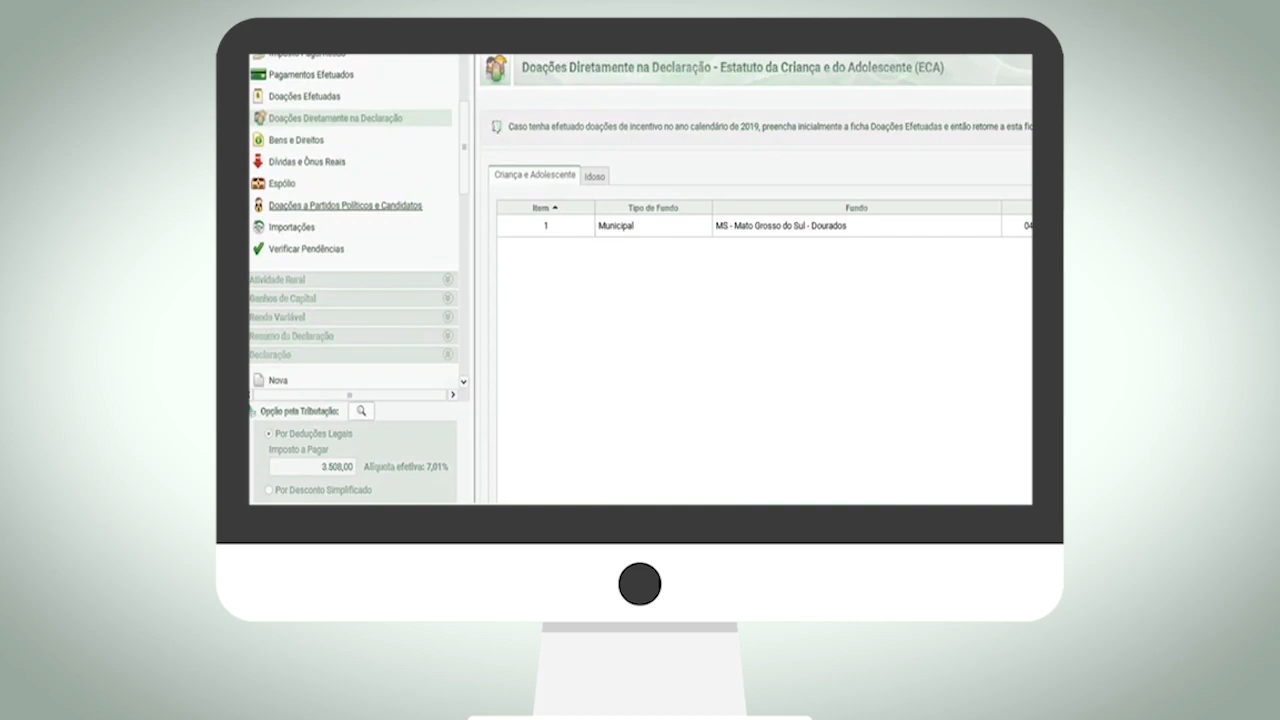 Pagamentos Efetuados
Doações Efetuadas
Doações Diretamente na Declaração
Bens e Direitos
Dívidas e Ônus Reais
Espólio
Doações a Partidos Políticos e Candidatos
Importações
Verificar Pendências
Atividade Rural
Ganhos de Capital
Renda Variável
Resumo da Declaração
Declaração
Nova
Opção pela Tributação:
Por Deduções Legais
Imposto a Pagar
3.508,00 Alíquota efetiva: 7,01%
Por Desconto Simplificado
Doações Diretamente na Declaração - Estatuto da Criança e do Adolescente (ECA)
Caso tenha efetuado doações de incentivo no ano calendário de 2019, preencha inicialmente a ficha Doações Efetuadas e então retorne a esta
Criança e Adolescente Idoso
Item Tipo de Fundo Fundo
1 Municipal MS - Mato Grosso do Sul - Dourados 04